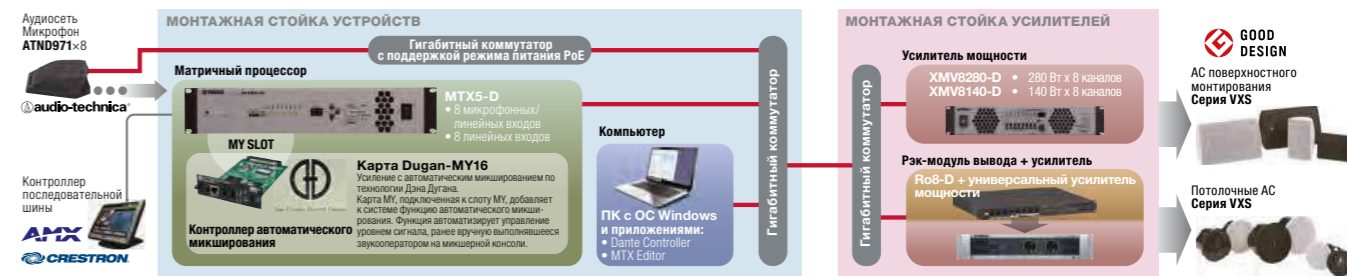 Аудиосеть
Микрофон
ATND971×8
audio-technica
Контроллер
последовательной
шины
AMX
CRESTRON
МОНТАЖНАЯ СТОЙКА УСТРОЙСТВ
Гигабитный коммутатор
с поддержкой режима питания PoE
Матричный процессор
MTX5-D
• 8 микрофонных/
линейных входов
• 8 линейных входов
MY SLOT
Карта Dugan-MY16
Усиление с автоматическим микшированием по
технологии Дэна Дугана.
Карта MY, подключенная к слоту MY, добавляет
к системе функцию автоматического микши-
рования. Функция автоматизирует управление
уровнем сигнала, ранее вручную выполнявшееся
звукооператором на микшерной консоли.
Контроллер автоматического
микширования
Компьютер
ПК с ОС Windows
и приложениями:
• Dante Controller
• MTX Editor
Гигабитный коммутатор
МОНТАЖНАЯ СТОЙКА УСИЛИТЕЛЕЙ
Гигабитный коммутатор
Усилитель мощности
XMV8280-D • 280 Вт x 8 каналов
XMV8140-D • 140 Вт x 8 каналов
Рэк-модуль вывода + усилитель
Ro8-D + универсальный усилитель
мощности
GOOD
DESIGN
АС поверхностного
монтирования
Серия VXS
Потолочные АС
Серия VXS